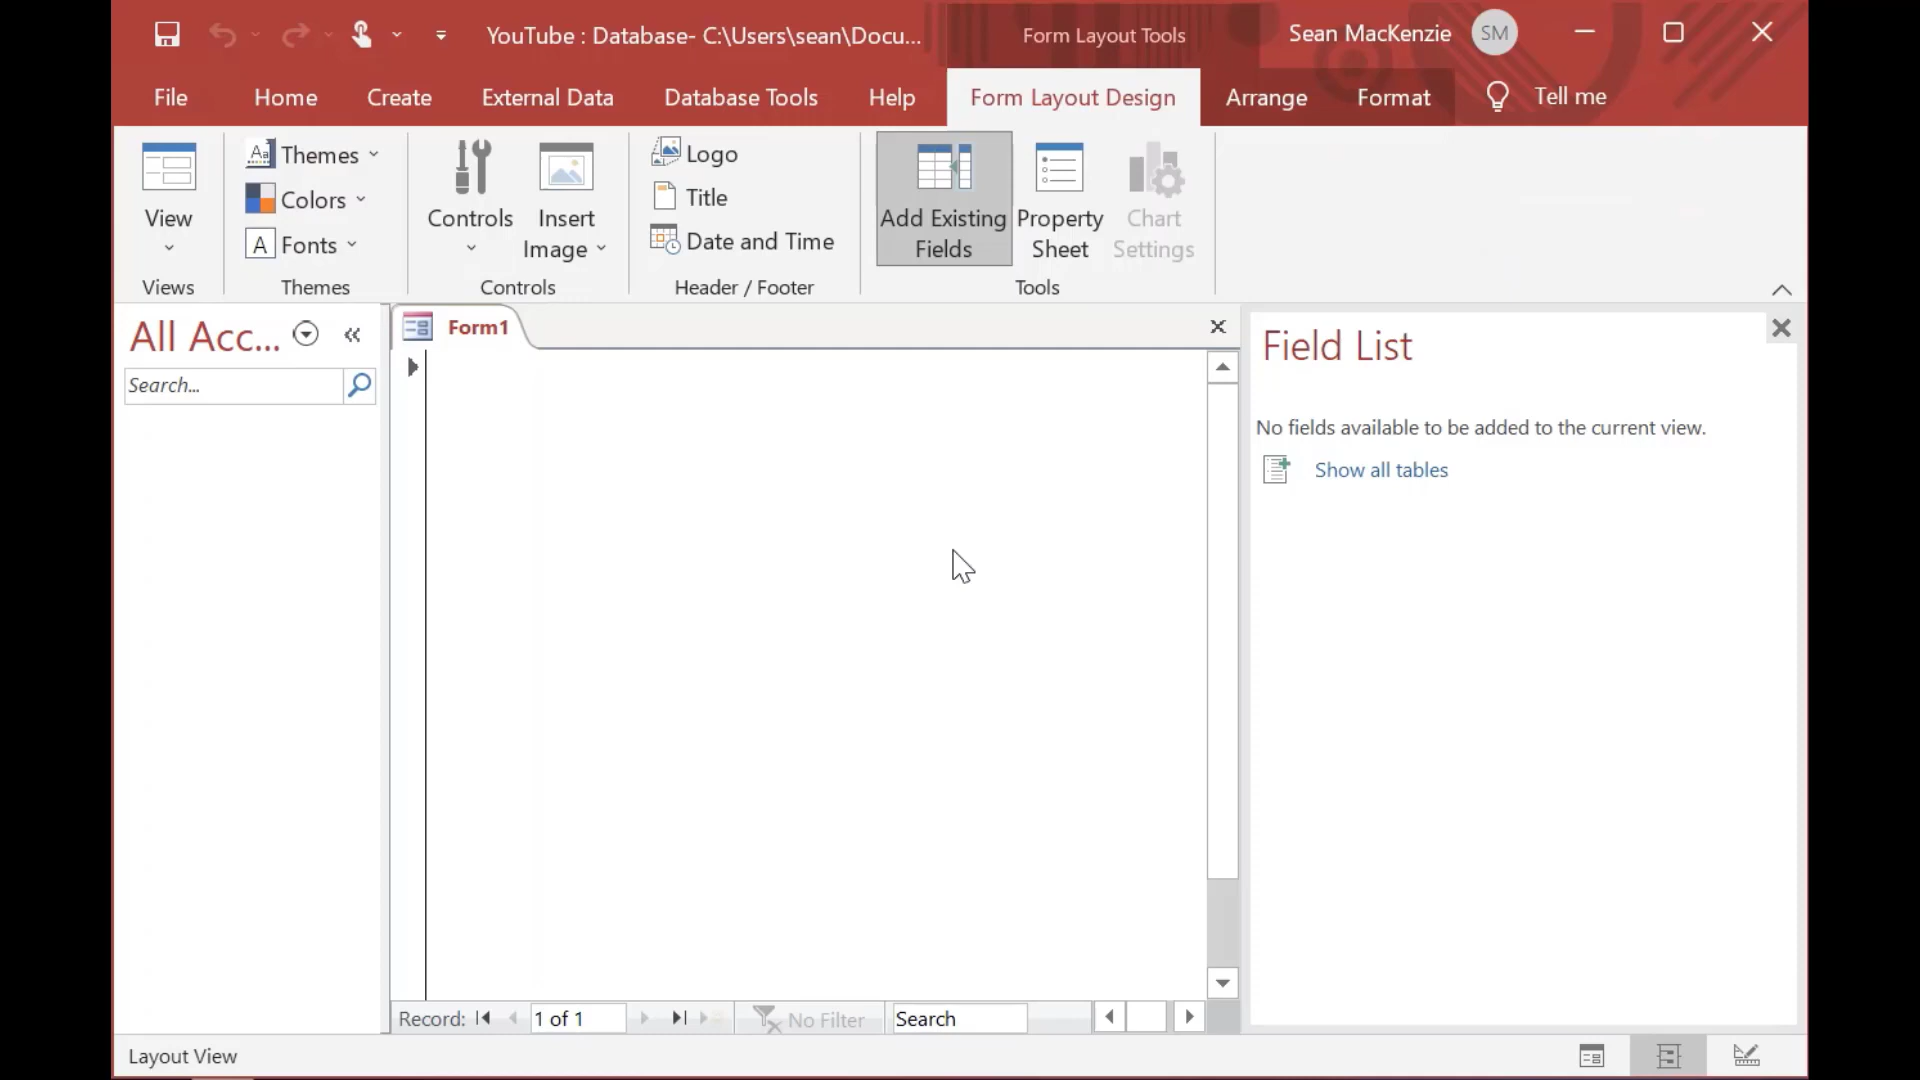 YouTube : Database- C:\Users\sean\Docu...
Form Layout Tools
Sean MacKenzie
SM
File
Home
Create
External Data
Database Tools
Help
Form Layout Design
Arrange
Format
Tell me
View
Views
Aa Themes
Colors
A Fonts
Themes
Controls
Insert
Image
Controls
Logo
Title
Date and Time
Header / Footer
Add Existing
Fields
Property
Sheet
Chart
Settings
Tools
All Acc...
Search...
Form1
Field List
No fields available to be added to the current view.
Show all tables
Record:
1 of 1
No Filter
Search
Layout View